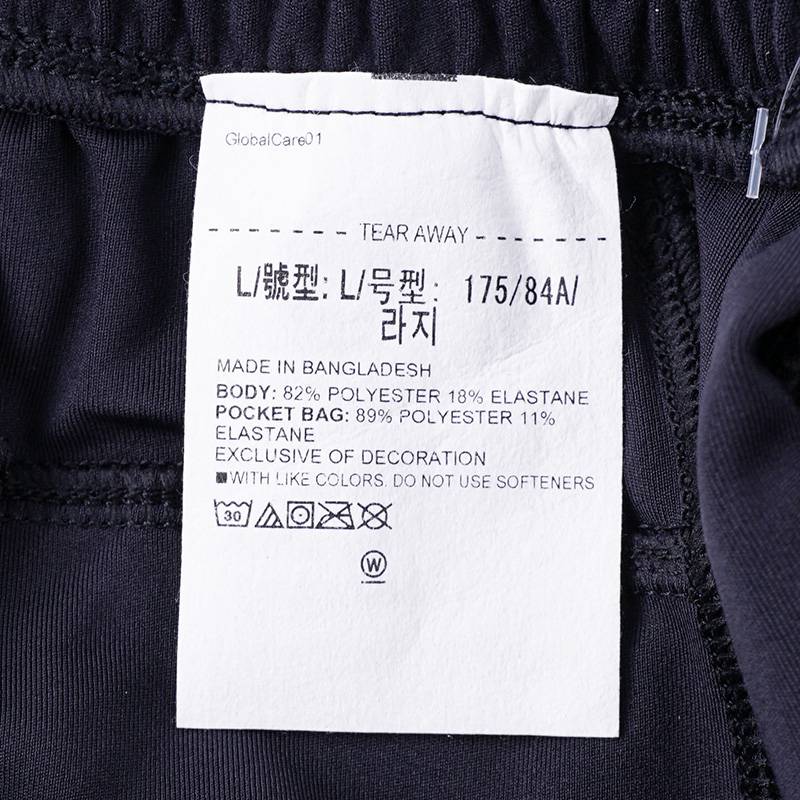 GlobalCare01
TEAR AWAY
L/號型: L/号型: 175/84A/
라지
MADE IN BANGLADESH
BODY: 82% POLYESTER 18% ELASTANE
POCKET BAG: 89% POLYESTER 11%
ELASTANE
EXCLUSIVE OF DECORATION
■WITH LIKE COLORS. DO NOT USE SOFTENERS
30
W